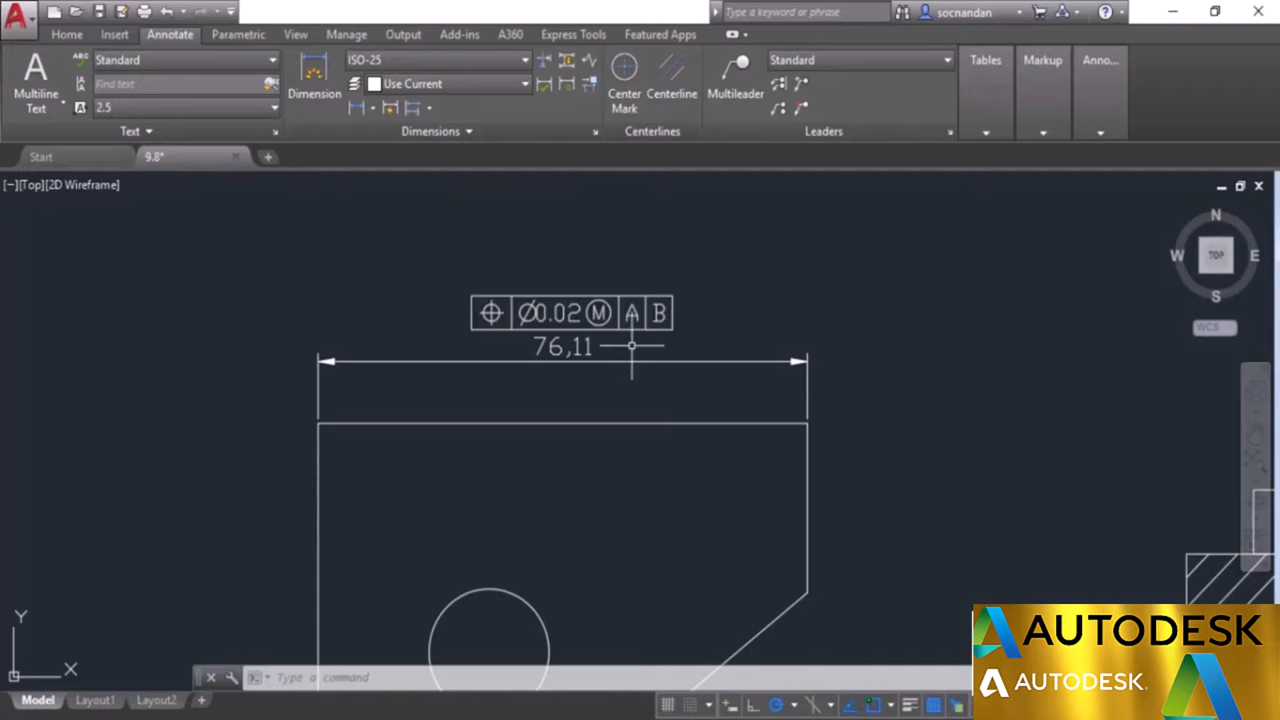 Type a keyword or phrase
socnandan
Home Insert Annotate Parametric View Manage Output Add-ins A360 Express Tools Featured Apps
Standard
Find text
2.5
Multiline
Text
Text
ISO-25
Use Current
Dimension
Dimensions
Center
Mark
Centerline
Centerlines
Multileader
Standard
Leaders
Tables
Markup
Anno...
Start
9.8*
[−][Top][2D Wireframe]
N
W TOP E
S
WCS
Ø0.02 M A B
76,11
Y
X
Type a command
Model Layout1 Layout2
AUTODESK
AUTODESK.